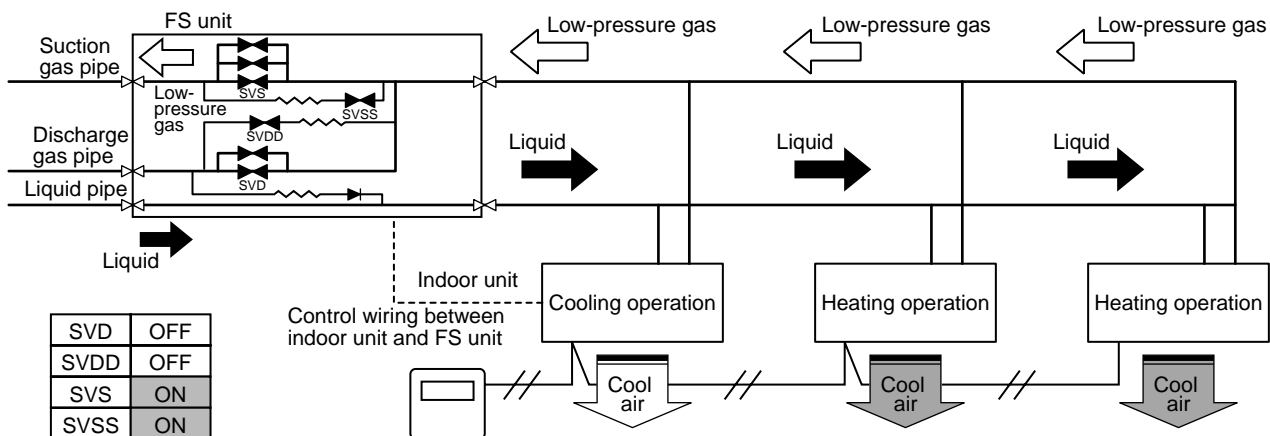 FS unit
Low-pressure gas
Low-pressure gas
Low-pressure gas
Suction
gas pipe
SVS
Low-
pressure
gas
SVSS
SVDD
Discharge
gas pipe
SVD
Liquid
Liquid
Liquid
Liquid pipe
Liquid
Indoor unit
Control wiring between
indoor unit and FS unit
Cooling operation
Heating operation
Heating operation
SVD OFF
SVDD OFF
SVS ON
SVSS ON
Cool
air
Cool
air
Cool
air